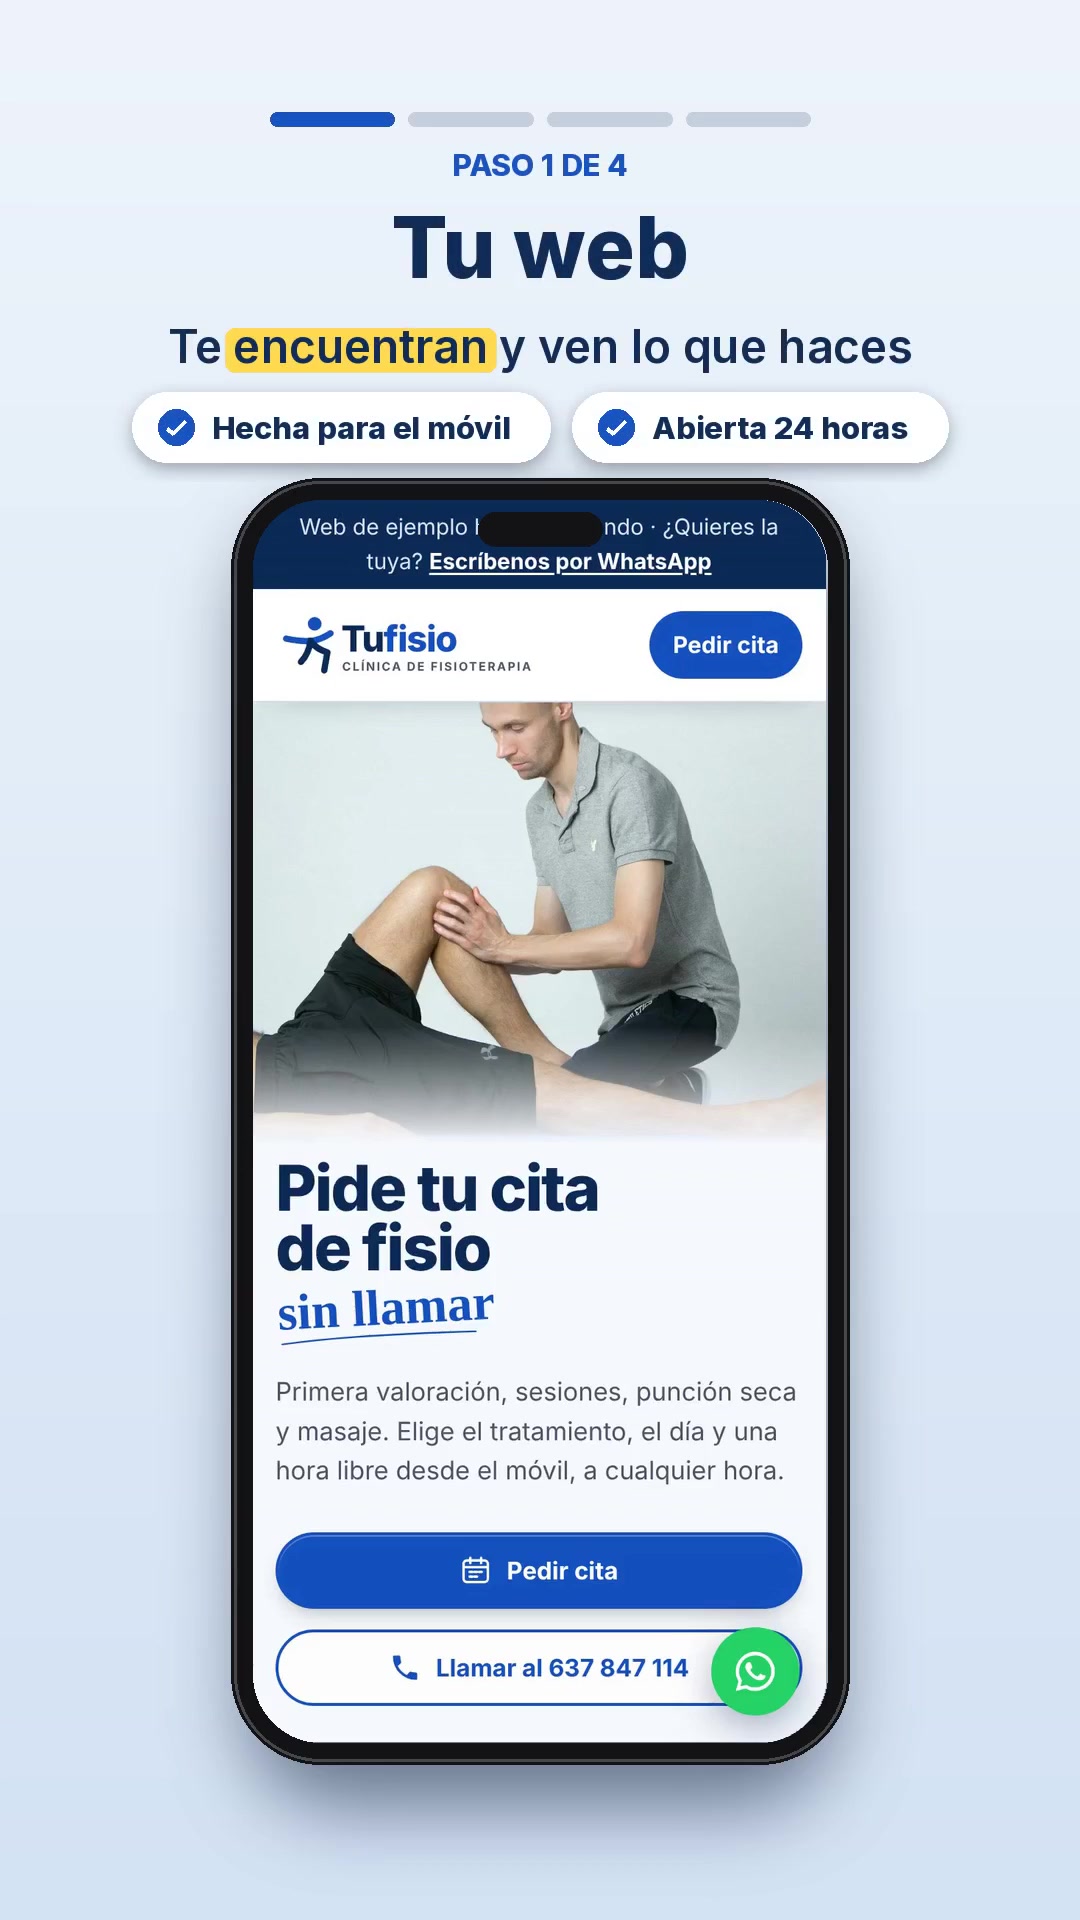 PASO 1 DE 4
Tu web
Te encuentran y ven lo que haces
Hecha para el móvil
Abierta 24 horas
Web de ejemplo · ¿Quieres la
tuya? Escríbenos por WhatsApp
Tufisio
CLÍNICA DE FISIOTERAPIA
Pedir cita
Pide tu cita
de fisio
sin llamar
Primera valoración, sesiones, punción seca
y masaje. Elige el tratamiento, el día y una
hora libre desde el móvil, a cualquier hora.
Pedir cita
Llamar al 637 847 114